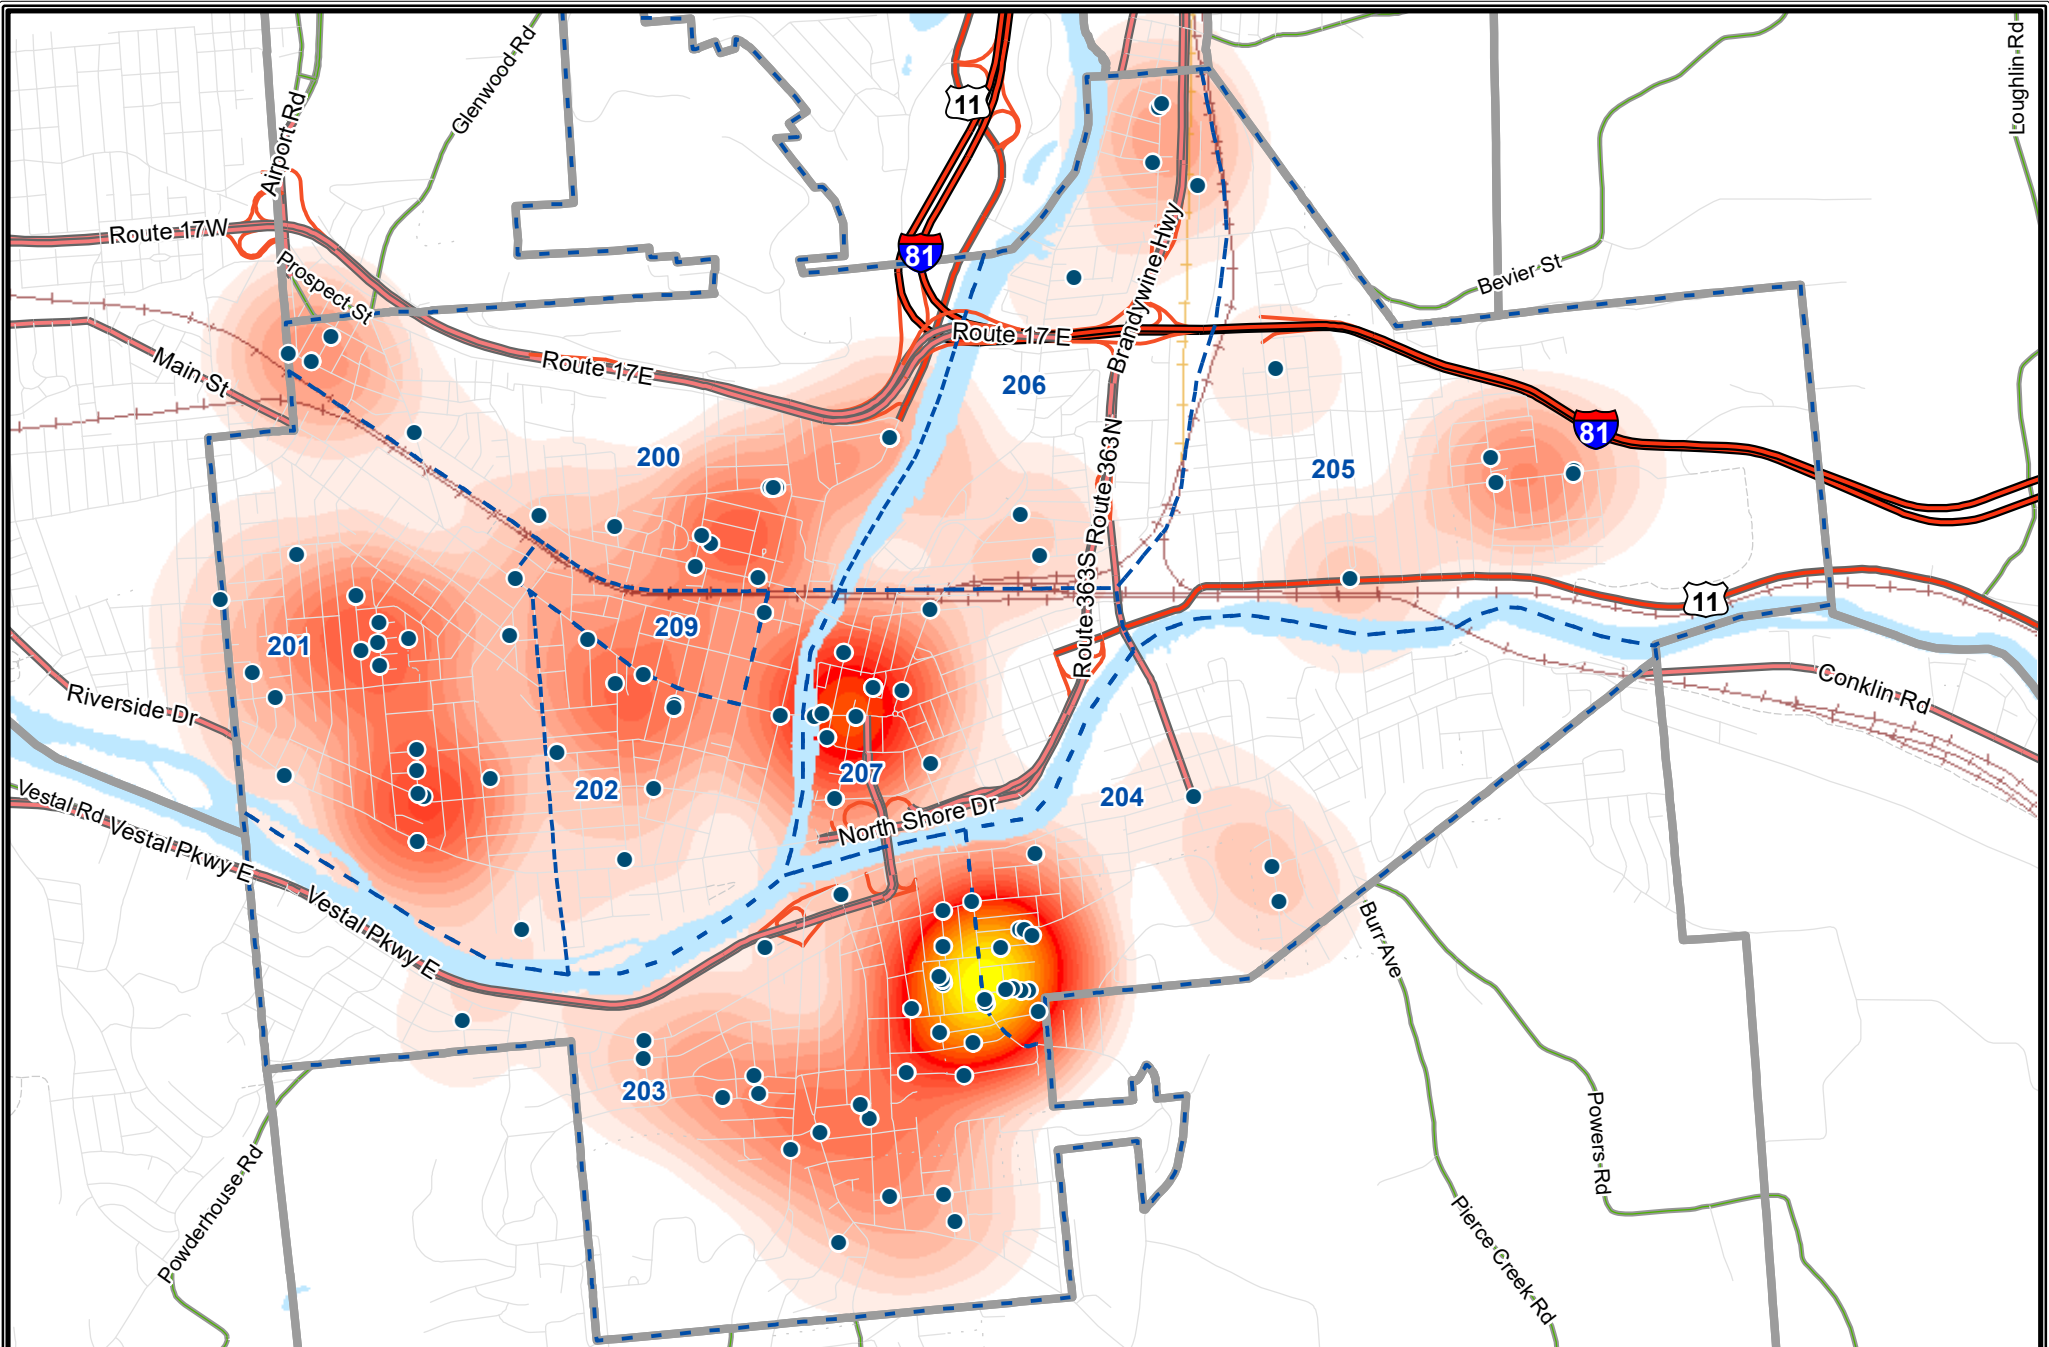 Loughlin Rd
Glenwood Rd
Airport Rd
11
Route 17W
81
Prospect St
Bevier St
Brandywine Hwy
Route 17 E
Main St
Route 17E
206
81
200
205
Route 363N
Route 363S
11
209
201
Riverside Dr
Conklin Rd
207
202
204
Vestal Rd
North Shore Dr
Vestal Pkwy E
Vestal Pkwy E
Burr Ave
203
Powers Rd
Powderhouse Rd
Pierce Creek Rd